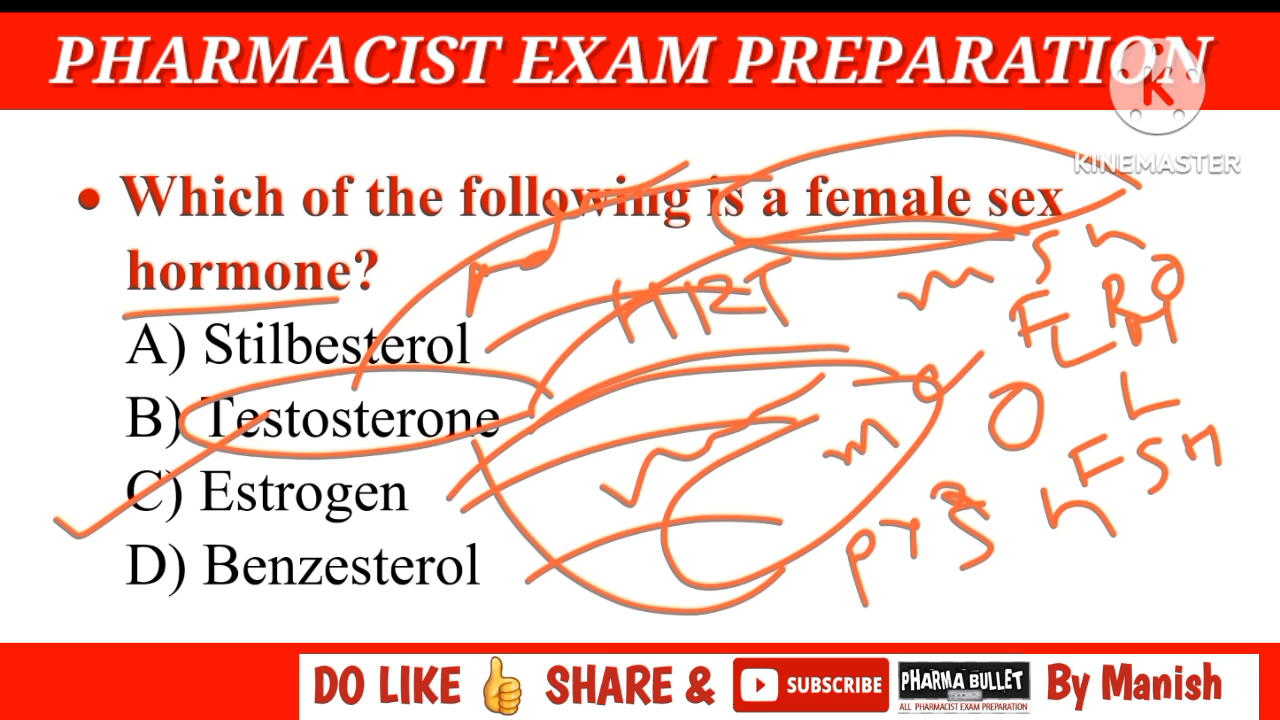 PHARMACIST EXAM PREPARATION
K
KINEMASTER
• Which of the following is a female sex
hormone?
A) Stilbesterol
B) Testosterone
C) Estrogen
D) Benzesterol
HRT
FSH
DO LIKE SHARE & SUBSCRIBE PHARMA BULLET By Manish
ALL PHARMACIST EXAM PREPARATION